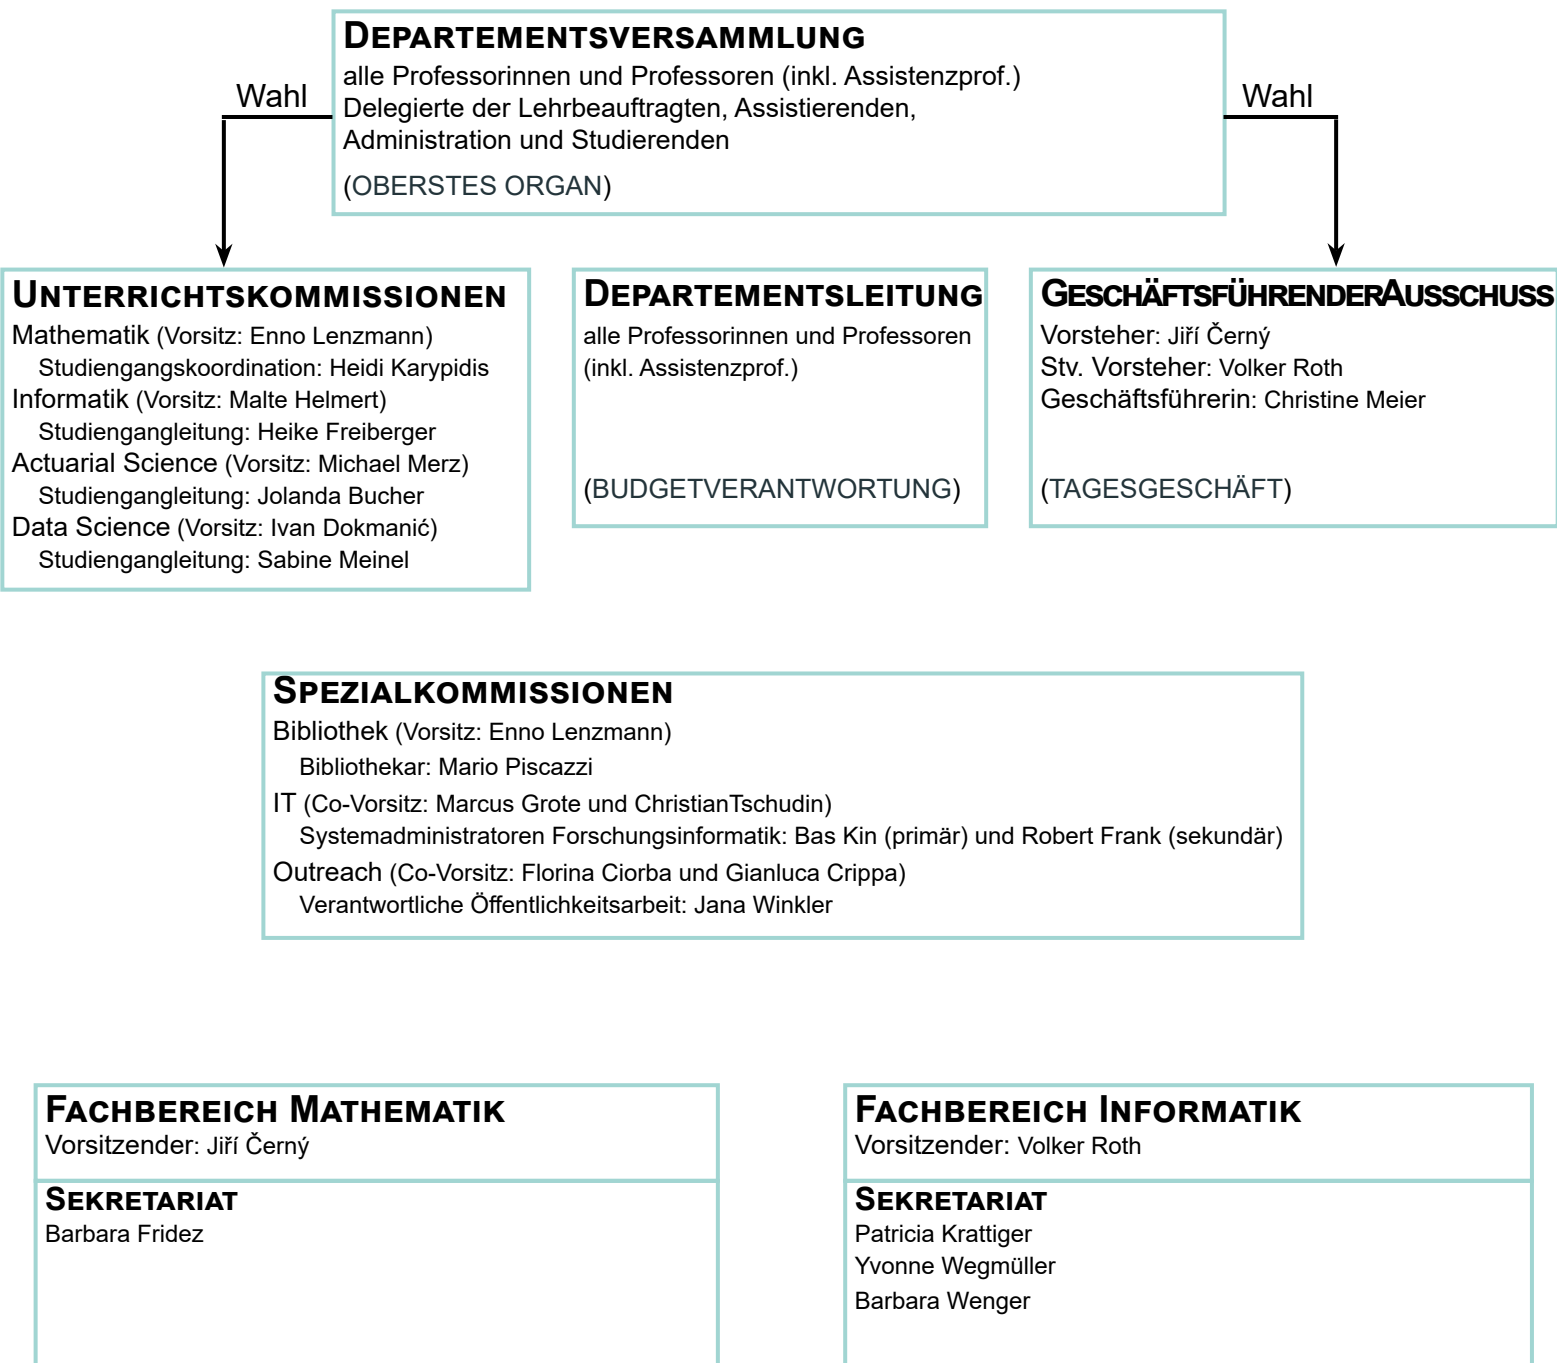 DEPARTEMENTSVERSAMMLUNG
alle Professorinnen und Professoren (inkl. Assistenzprof.)
Delegierte der Lehrbeauftragten, Assistierenden,
Administration und Studierenden
(OBERSTES ORGAN)
Wahl
Wahl
UNTERRICHTSKOMMISSIONEN
Mathematik (Vorsitz: Enno Lenzmann)
Studiengangskoordination: Heidi Karypidis
Informatik (Vorsitz: Malte Helmert)
Studiengangleitung: Heike Freiberger
Actuarial Science (Vorsitz: Michael Merz)
Studiengangleitung: Jolanda Bucher
Data Science (Vorsitz: Ivan Dokmanić)
Studiengangleitung: Sabine Meinel
DEPARTEMENTSLEITUNG
alle Professorinnen und Professoren
(inkl. Assistenzprof.)
(BUDGETVERANTWORTUNG)
GESCHÄFTSFÜHRENDERAUSSCHUSS
Vorsteher: Jiří Černý
Stv. Vorsteher: Volker Roth
Geschäftsführerin: Christine Meier
(TAGESGESCHÄFT)
SPEZIALKOMMISSIONEN
Bibliothek (Vorsitz: Enno Lenzmann)
Bibliothekar: Mario Piscazzi
IT (Co-Vorsitz: Marcus Grote und ChristianTschudin)
Systemadministratoren Forschungsinformatik: Bas Kin (primär) und Robert Frank (sekundär)
Outreach (Co-Vorsitz: Florina Ciorba und Gianluca Crippa)
Verantwortliche Öffentlichkeitsarbeit: Jana Winkler
FACHBEREICH MATHEMATIK
Vorsitzender: Jiří Černý
SEKRETARIAT
Barbara Fridez
FACHBEREICH INFORMATIK
Vorsitzender: Volker Roth
SEKRETARIAT
Patricia Krattiger
Yvonne Wegmüller
Barbara Wenger